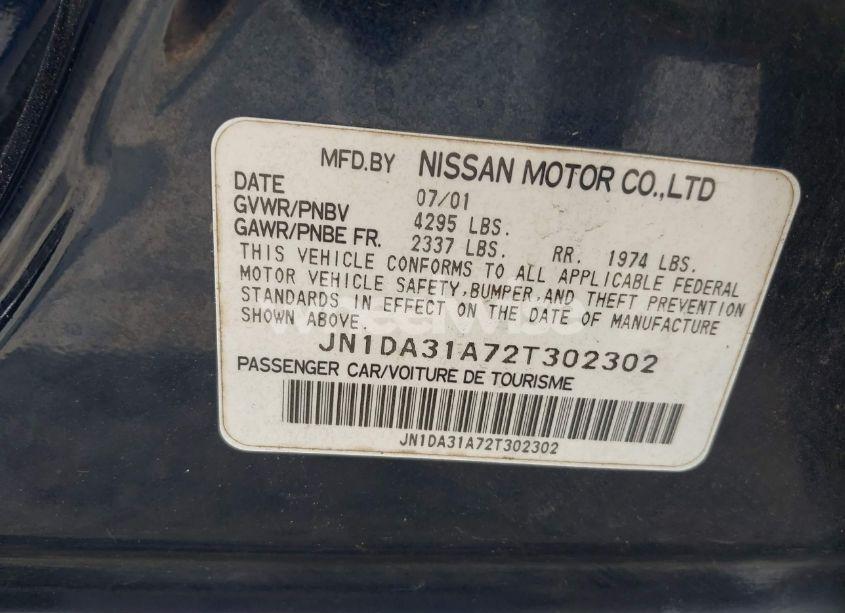 MFD.BY NISSAN MOTOR CO.,LTD
DATE 07/01
GVWR/PNBV 4295 LBS.
GAWR/PNBE FR. 2337 LBS. RR. 1974 LBS.
THIS VEHICLE CONFORMS TO ALL APPLICABLE FEDERAL
MOTOR VEHICLE SAFETY,BUMPER,AND THEFT PREVENTION
STANDARDS IN EFFECT ON THE DATE OF MANUFACTURE
SHOWN ABOVE.
JN1DA31A72T302302
PASSENGER CAR/VOITURE DE TOURISME
JN1DA31A72T302302